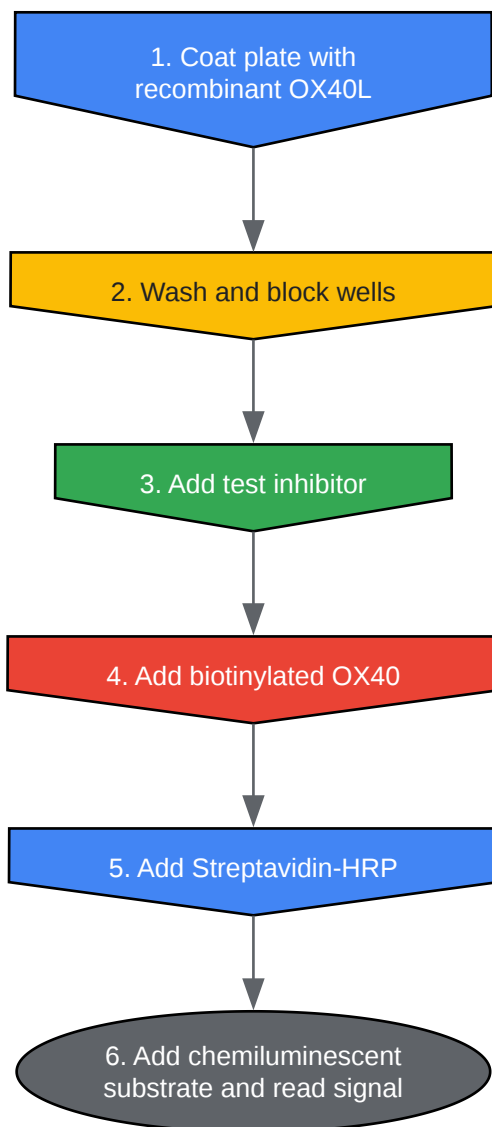 1. Coat plate with
recombinant OX40L
2. Wash and block wells
3. Add test inhibitor
4. Add biotinylated OX40
5. Add Streptavidin-HRP
6. Add chemiluminescent
substrate and read signal